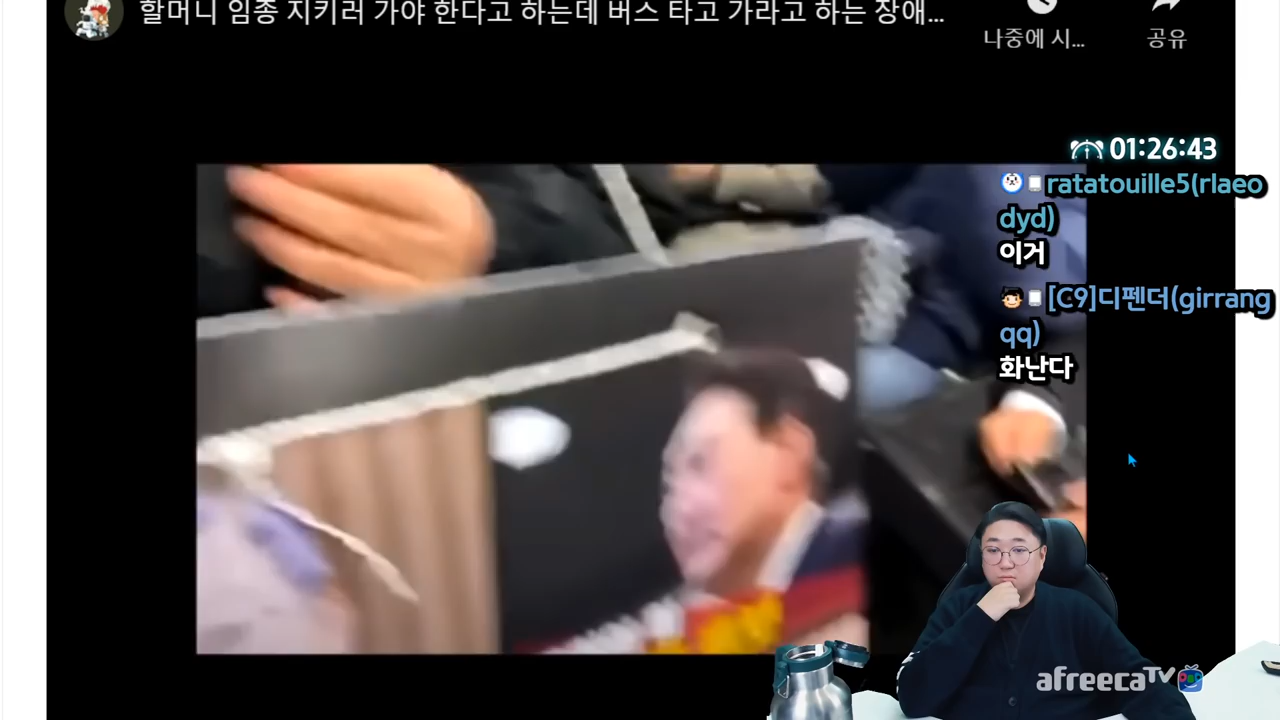 할머니 임종 지키러 가야 한다고 하는데 버스 타고 가라고 하는 장애...
나중에 시...
공유
01:26:43
ratatouille5(rlaeo
dyd)
이거
[C9]디펜더(girrang
qq)
화난다
afreecaTV